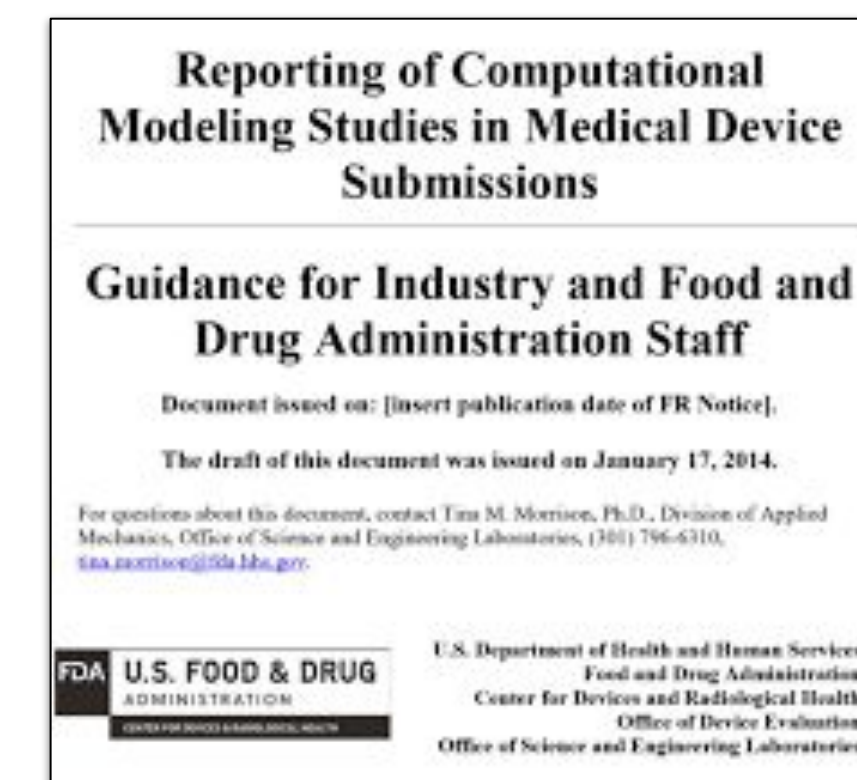 Reporting of Computational
Modeling Studies in Medical Device
Submissions
Guidance for Industry and Food and
Drug Administration Staff
Document issued on: [insert publication date of FR Notice].
The draft of this document was issued on January 17, 2014.
For questions about this document, contact Tina M. Morrison, Ph.D., Division of Applied
Mechanics, Office of Science and Engineering Laboratories, (301) 796-6310,
tina.morrison@fda.hhs.gov.
FDA U.S. FOOD & DRUG
ADMINISTRATION
CENTER FOR DEVICES & RADIOLOGICAL HEALTH
U.S. Department of Health and Human Services
Food and Drug Administration
Center for Devices and Radiological Health
Office of Device Evaluation
Office of Science and Engineering Laboratories